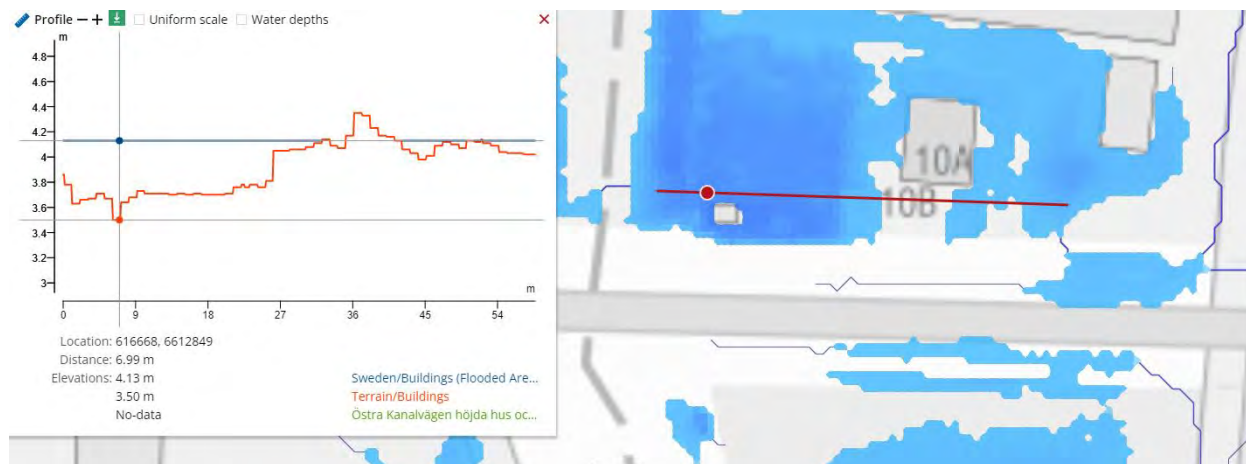 Profile − + Uniform scale Water depths ×
m
4.8
4.6
4.4
4.2
4
3.8
3.6
3.4
3.2
3
m
0 9 18 27 36 45 54
Location: 616668, 6612849
Distance: 6.99 m
Elevations: 4.13 m Sweden/Buildings (Flooded Are...
3.50 m Terrain/Buildings
No-data Östra Kanalvägen höjda hus oc...
10A
10B